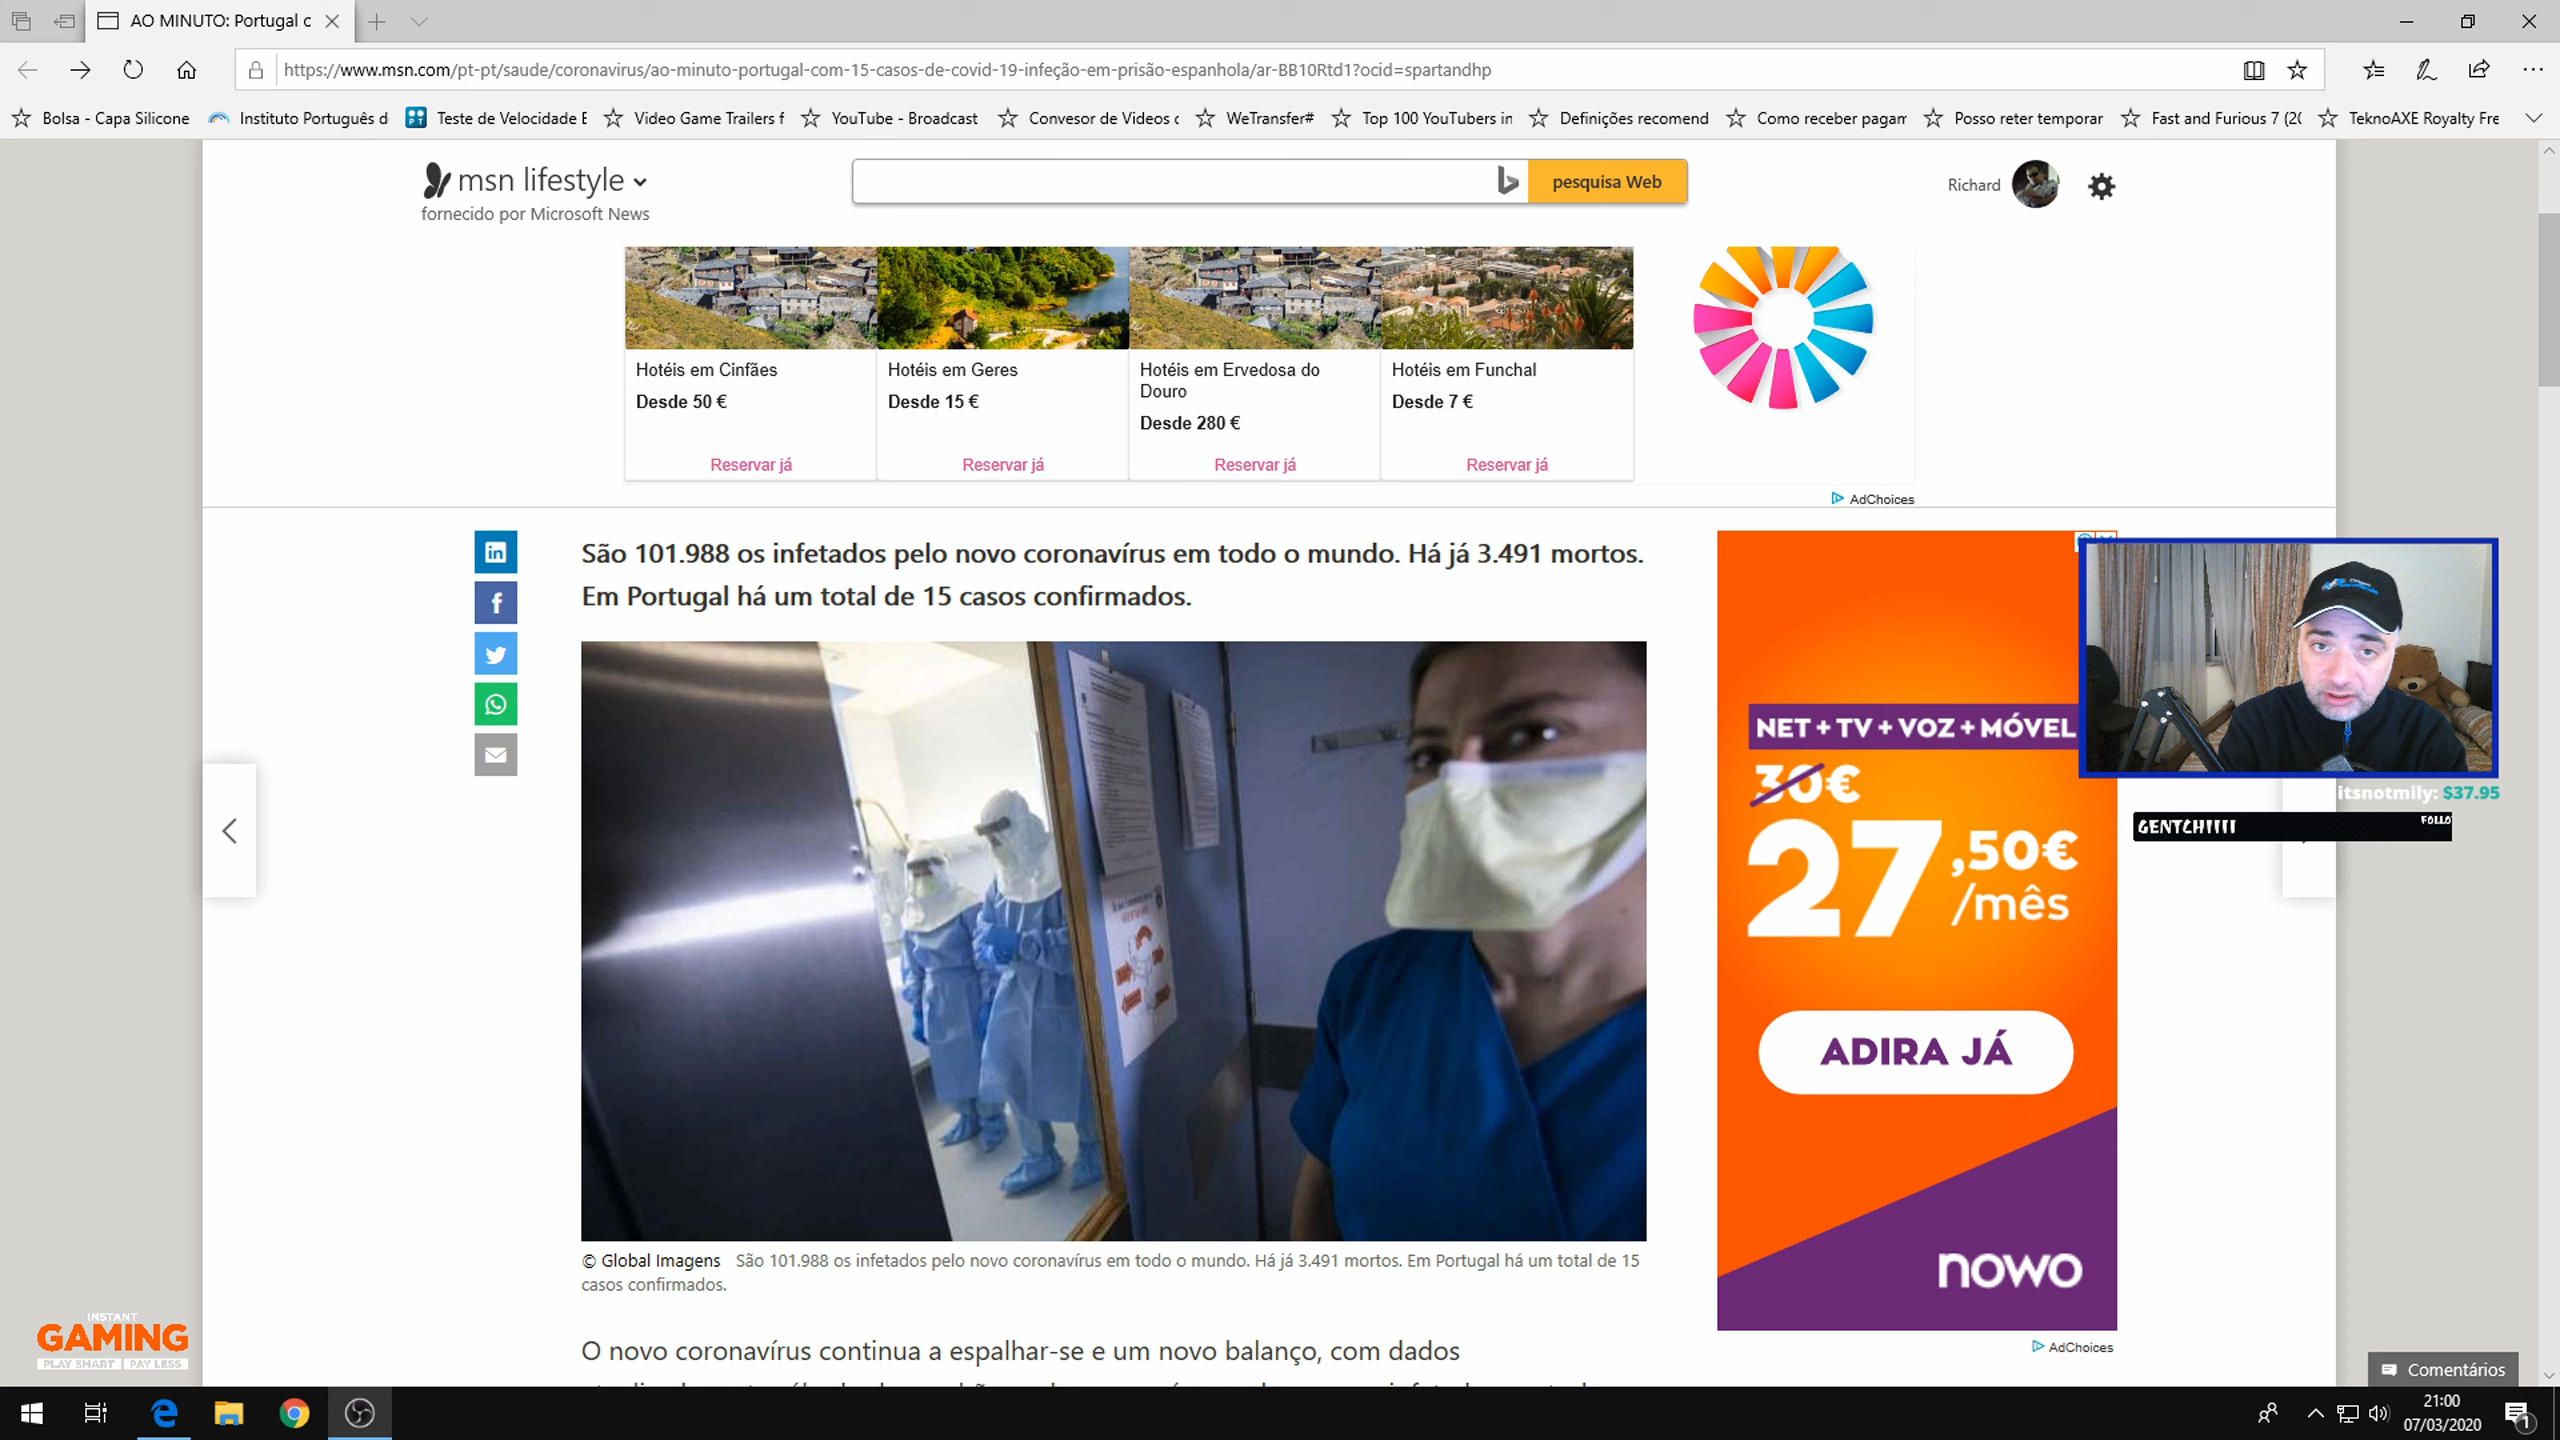 AO MINUTO: Portugal c
https://www.msn.com/pt-pt/saude/coronavirus/ao-minuto-portugal-com-15-casos-de-covid-19-infeção-em-prisão-espanhola/ar-BB10Rtd1?ocid=spartandhp
Bolsa - Capa Silicone
Instituto Português d
Teste de Velocidade E
Video Game Trailers f
YouTube - Broadcast
Convesor de Videos c
WeTransfer#
Top 100 YouTubers in
Definições recomend
Como receber pagam
Posso reter temporar
Fast and Furious 7 (20
TeknoAXE Royalty Fre
msn lifestyle
fornecido por Microsoft News
pesquisa Web
Richard
Hotéis em Cinfães
Desde 50 €
Reservar já
Hotéis em Geres
Desde 15 €
Reservar já
Hotéis em Ervedosa do
Douro
Desde 280 €
Reservar já
Hotéis em Funchal
Desde 7 €
Reservar já
AdChoices
São 101.988 os infetados pelo novo coronavírus em todo o mundo. Há já 3.491 mortos.
Em Portugal há um total de 15 casos confirmados.
NET + TV + VOZ + MÓVEL
30€
27,50€
/mês
ADIRA JÁ
nowo
AdChoices
itsnotmily: $37.95
GENTCHIIII
FOLLO
© Global Imagens São 101.988 os infetados pelo novo coronavírus em todo o mundo. Há já 3.491 mortos. Em Portugal há um total de 15
casos confirmados.
O novo coronavírus continua a espalhar-se e um novo balanço, com dados
INSTANT
GAMING
PLAY SMART | PAY LESS
Comentários
21:00
07/03/2020
1